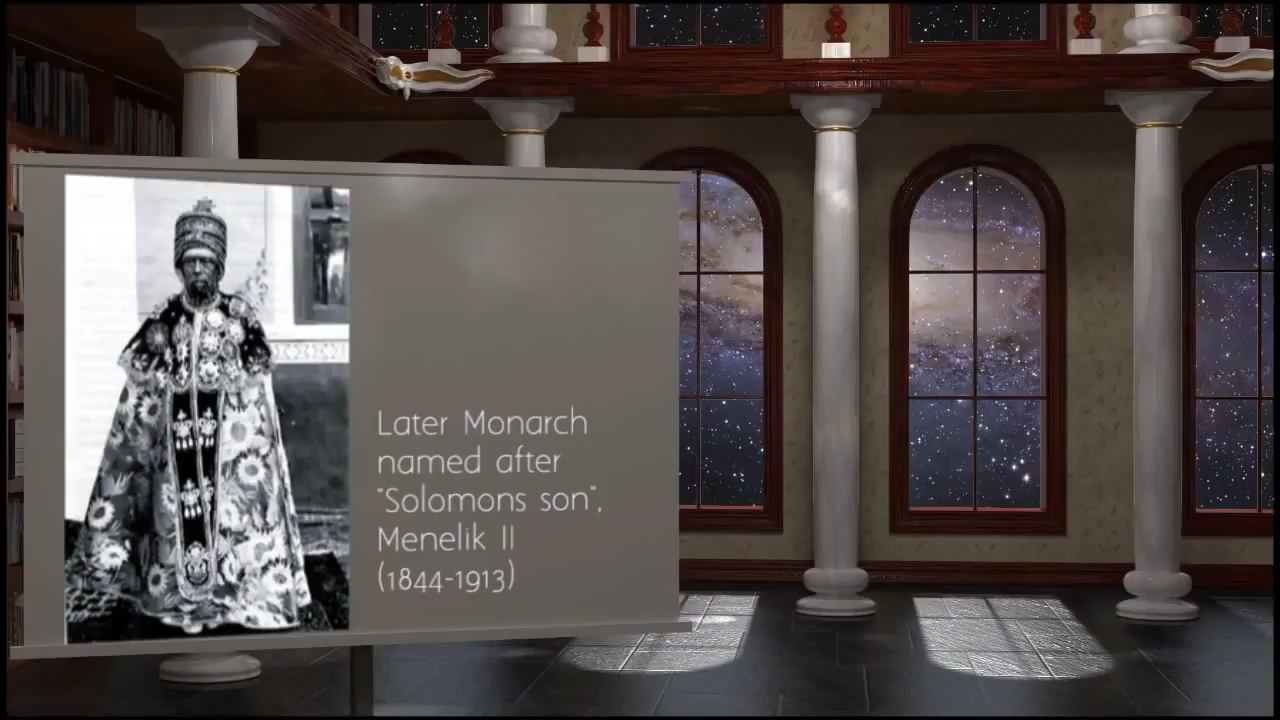 Later Monarch
named after
"Solomons son",
Menelik II
(1844-1913)